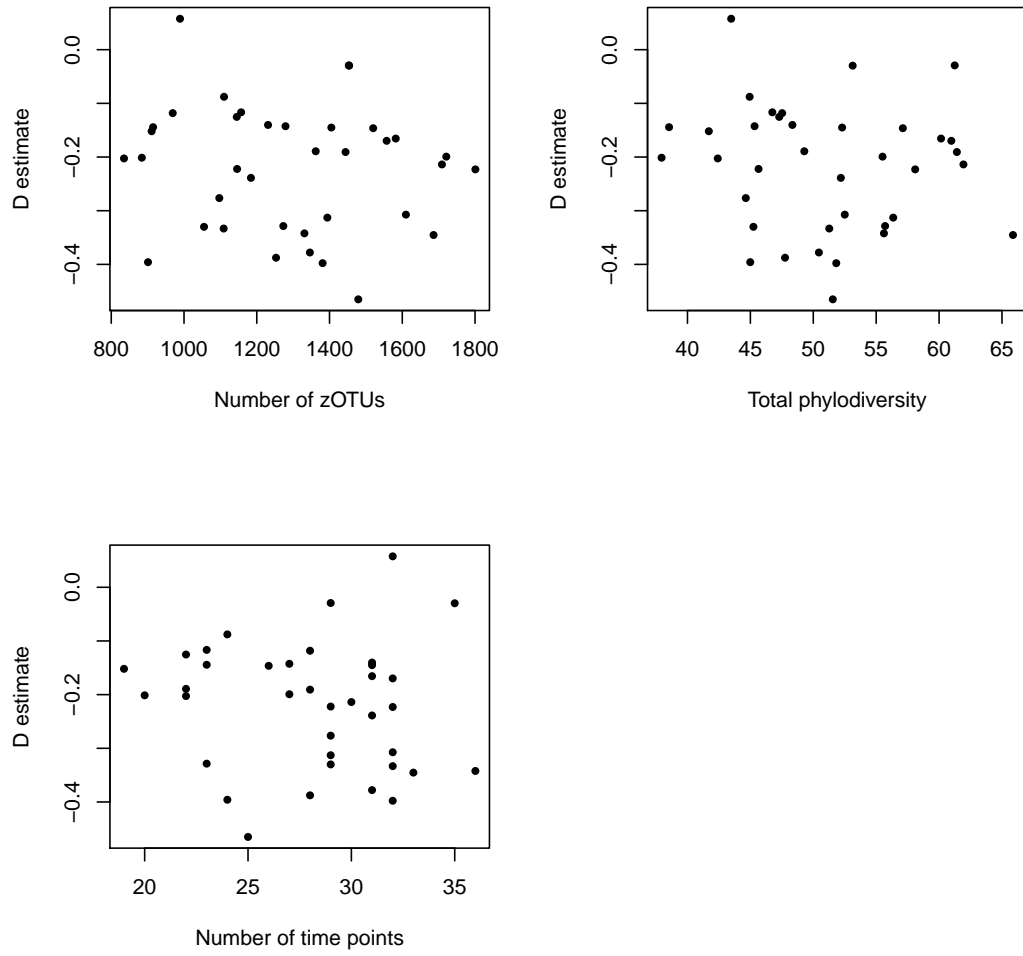 D estimate
0.0
−0.2
−0.4
800 1000 1200 1400 1600 1800
Number of zOTUs
D estimate
0.0
−0.2
−0.4
40 45 50 55 60 65
Total phylodiversity
D estimate
0.0
−0.2
−0.4
20 25 30 35
Number of time points